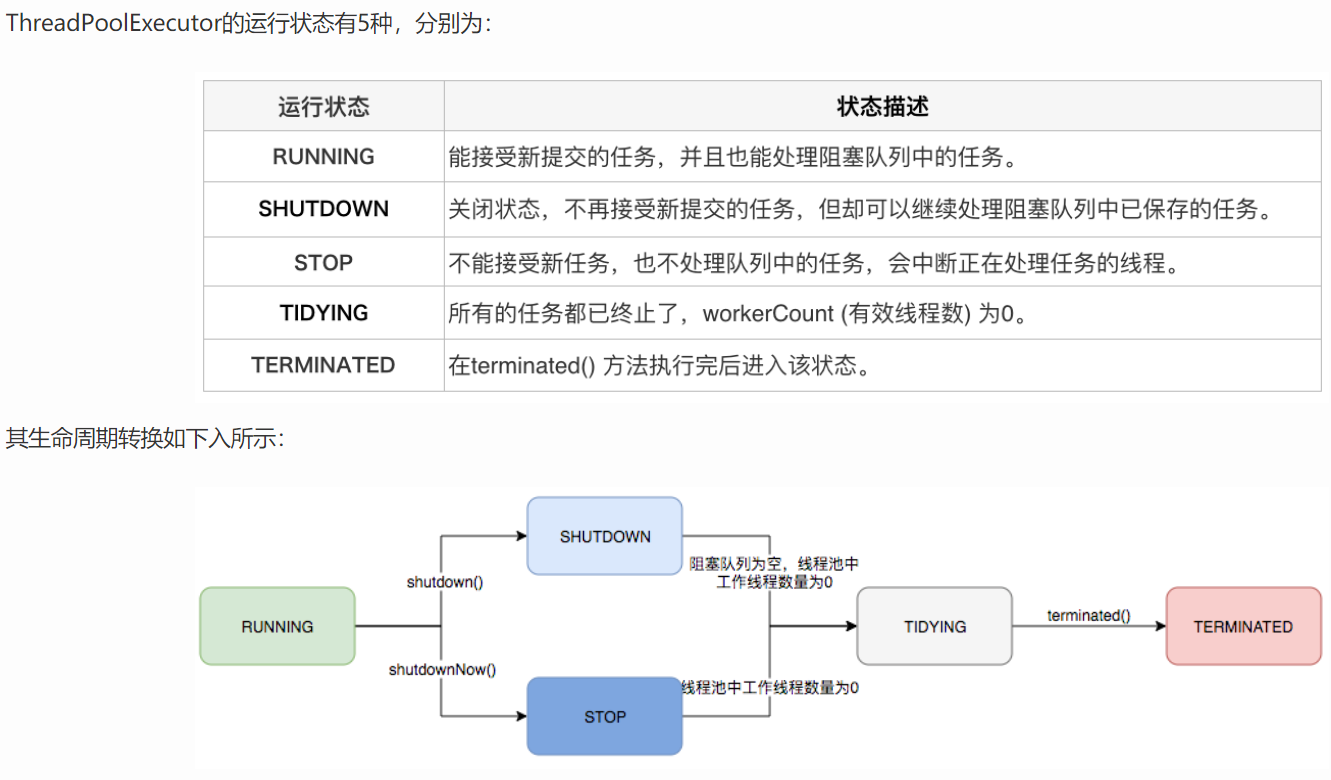 ThreadPoolExecutor的运行状态有5种，分别为：
运行状态
状态描述
RUNNING
能接受新提交的任务，并且也能处理阻塞队列中的任务。
SHUTDOWN
关闭状态，不再接受新提交的任务，但却可以继续处理阻塞队列中已保存的任务。
STOP
不能接受新任务，也不处理队列中的任务，会中断正在处理任务的线程。
TIDYING
所有的任务都已终止了，workerCount (有效线程数) 为0。
TERMINATED
在terminated() 方法执行完后进入该状态。
其生命周期转换如下入所示：
RUNNING
shutdown()
shutdownNow()
SHUTDOWN
STOP
阻塞队列为空，线程池中
工作线程数量为0
线程池中工作线程数量为0
TIDYING
terminated()
TERMINATED